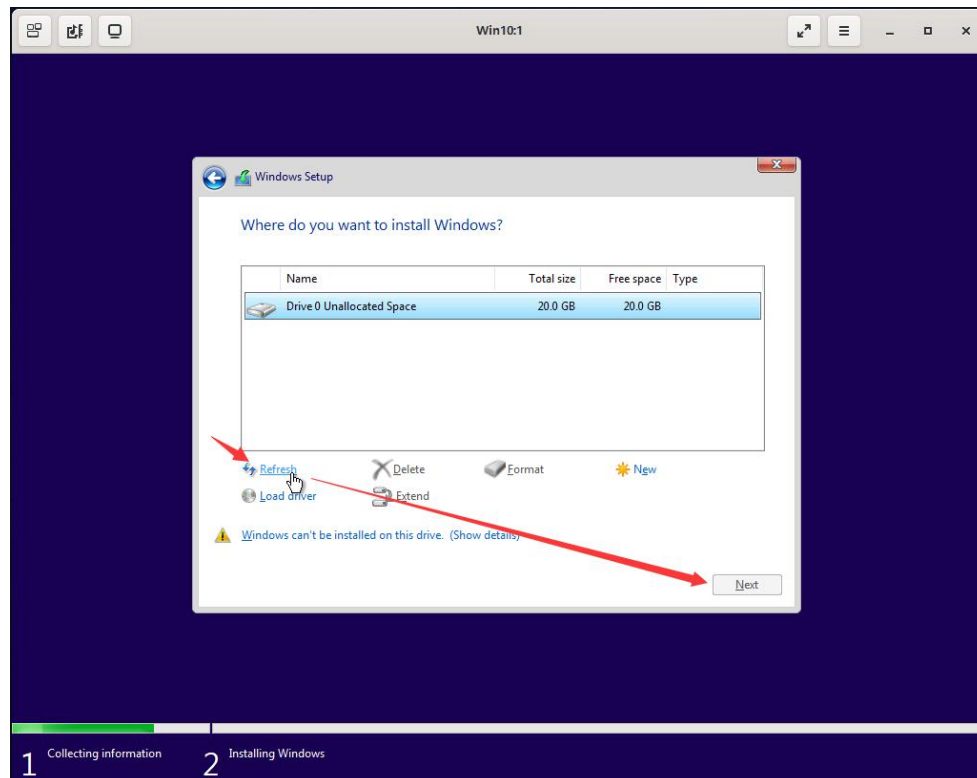 Win10:1
Windows Setup
Where do you want to install Windows?
Name Total size Free space Type
Drive 0 Unallocated Space 20.0 GB 20.0 GB
Refresh Delete Format New
Load driver Extend
Windows can't be installed on this drive. (Show details)
Next
1 Collecting information 2 Installing Windows